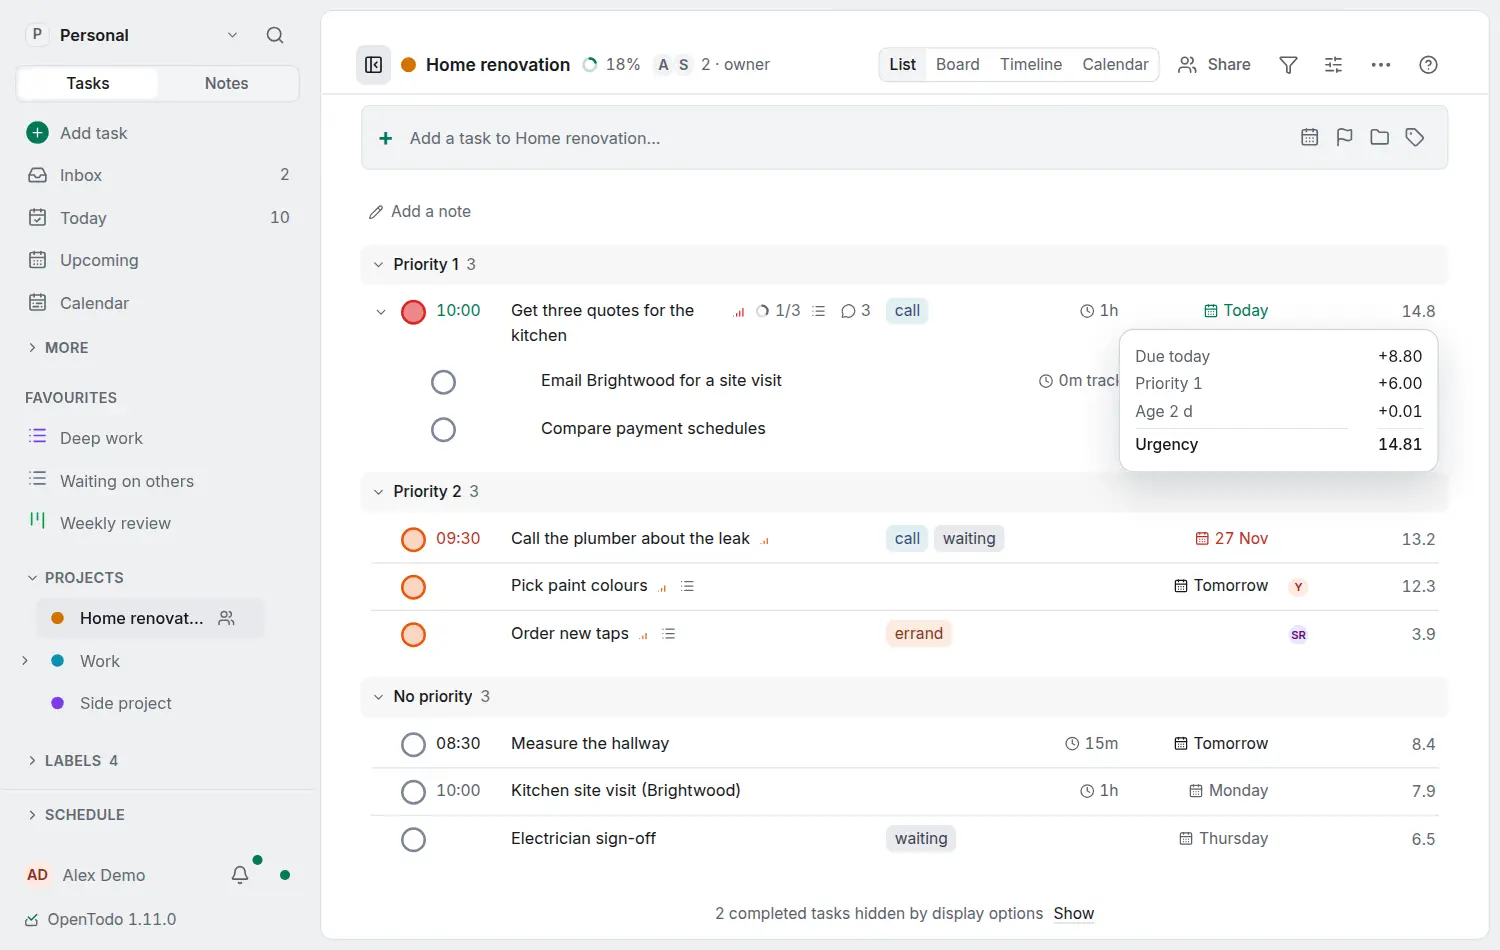 P Personal
Tasks Notes
Add task
Inbox 2
Today 10
Upcoming
Calendar
MORE
FAVOURITES
Deep work
Waiting on others
Weekly review
PROJECTS
Home renovat...
Work
Side project
LABELS 4
SCHEDULE
AD Alex Demo
OpenTodo 1.11.0
Home renovation 18% A S 2 · owner List Board Timeline Calendar Share
Add a task to Home renovation...
Add a note
Priority 1 3
10:00 Get three quotes for the kitchen 1/3 3 call 1h Today 14.8
Email Brightwood for a site visit 0m track
Compare payment schedules
Due today +8.80
Priority 1 +6.00
Age 2 d +0.01
Urgency 14.81
Priority 2 3
09:30 Call the plumber about the leak call waiting 27 Nov 13.2
Pick paint colours Tomorrow Y 12.3
Order new taps errand SR 3.9
No priority 3
08:30 Measure the hallway 15m Tomorrow 8.4
10:00 Kitchen site visit (Brightwood) 1h Monday 7.9
Electrician sign-off waiting Thursday 6.5
2 completed tasks hidden by display options Show